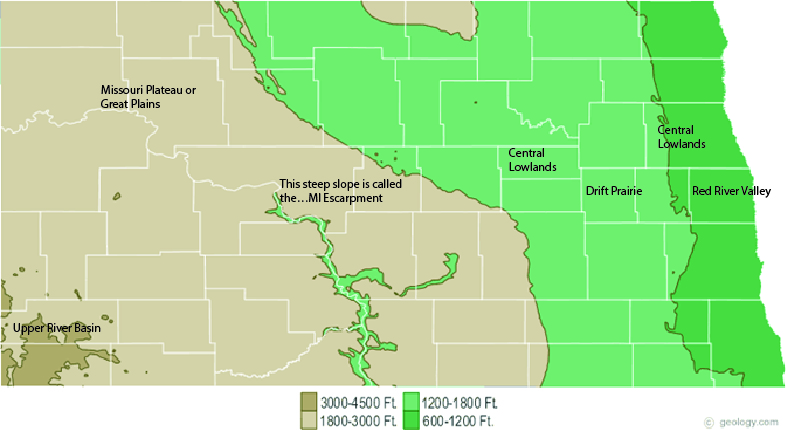 Missouri Plateau or
Great Plains
Central
Lowlands
Central
Lowlands
This steep slope is called
the...MI Escarpment
Drift Prairie
Red River Valley
Upper River Basin
3000-4500 Ft.
1200-1800 Ft.
1800-3000 Ft.
600-1200 Ft.
© geology.com